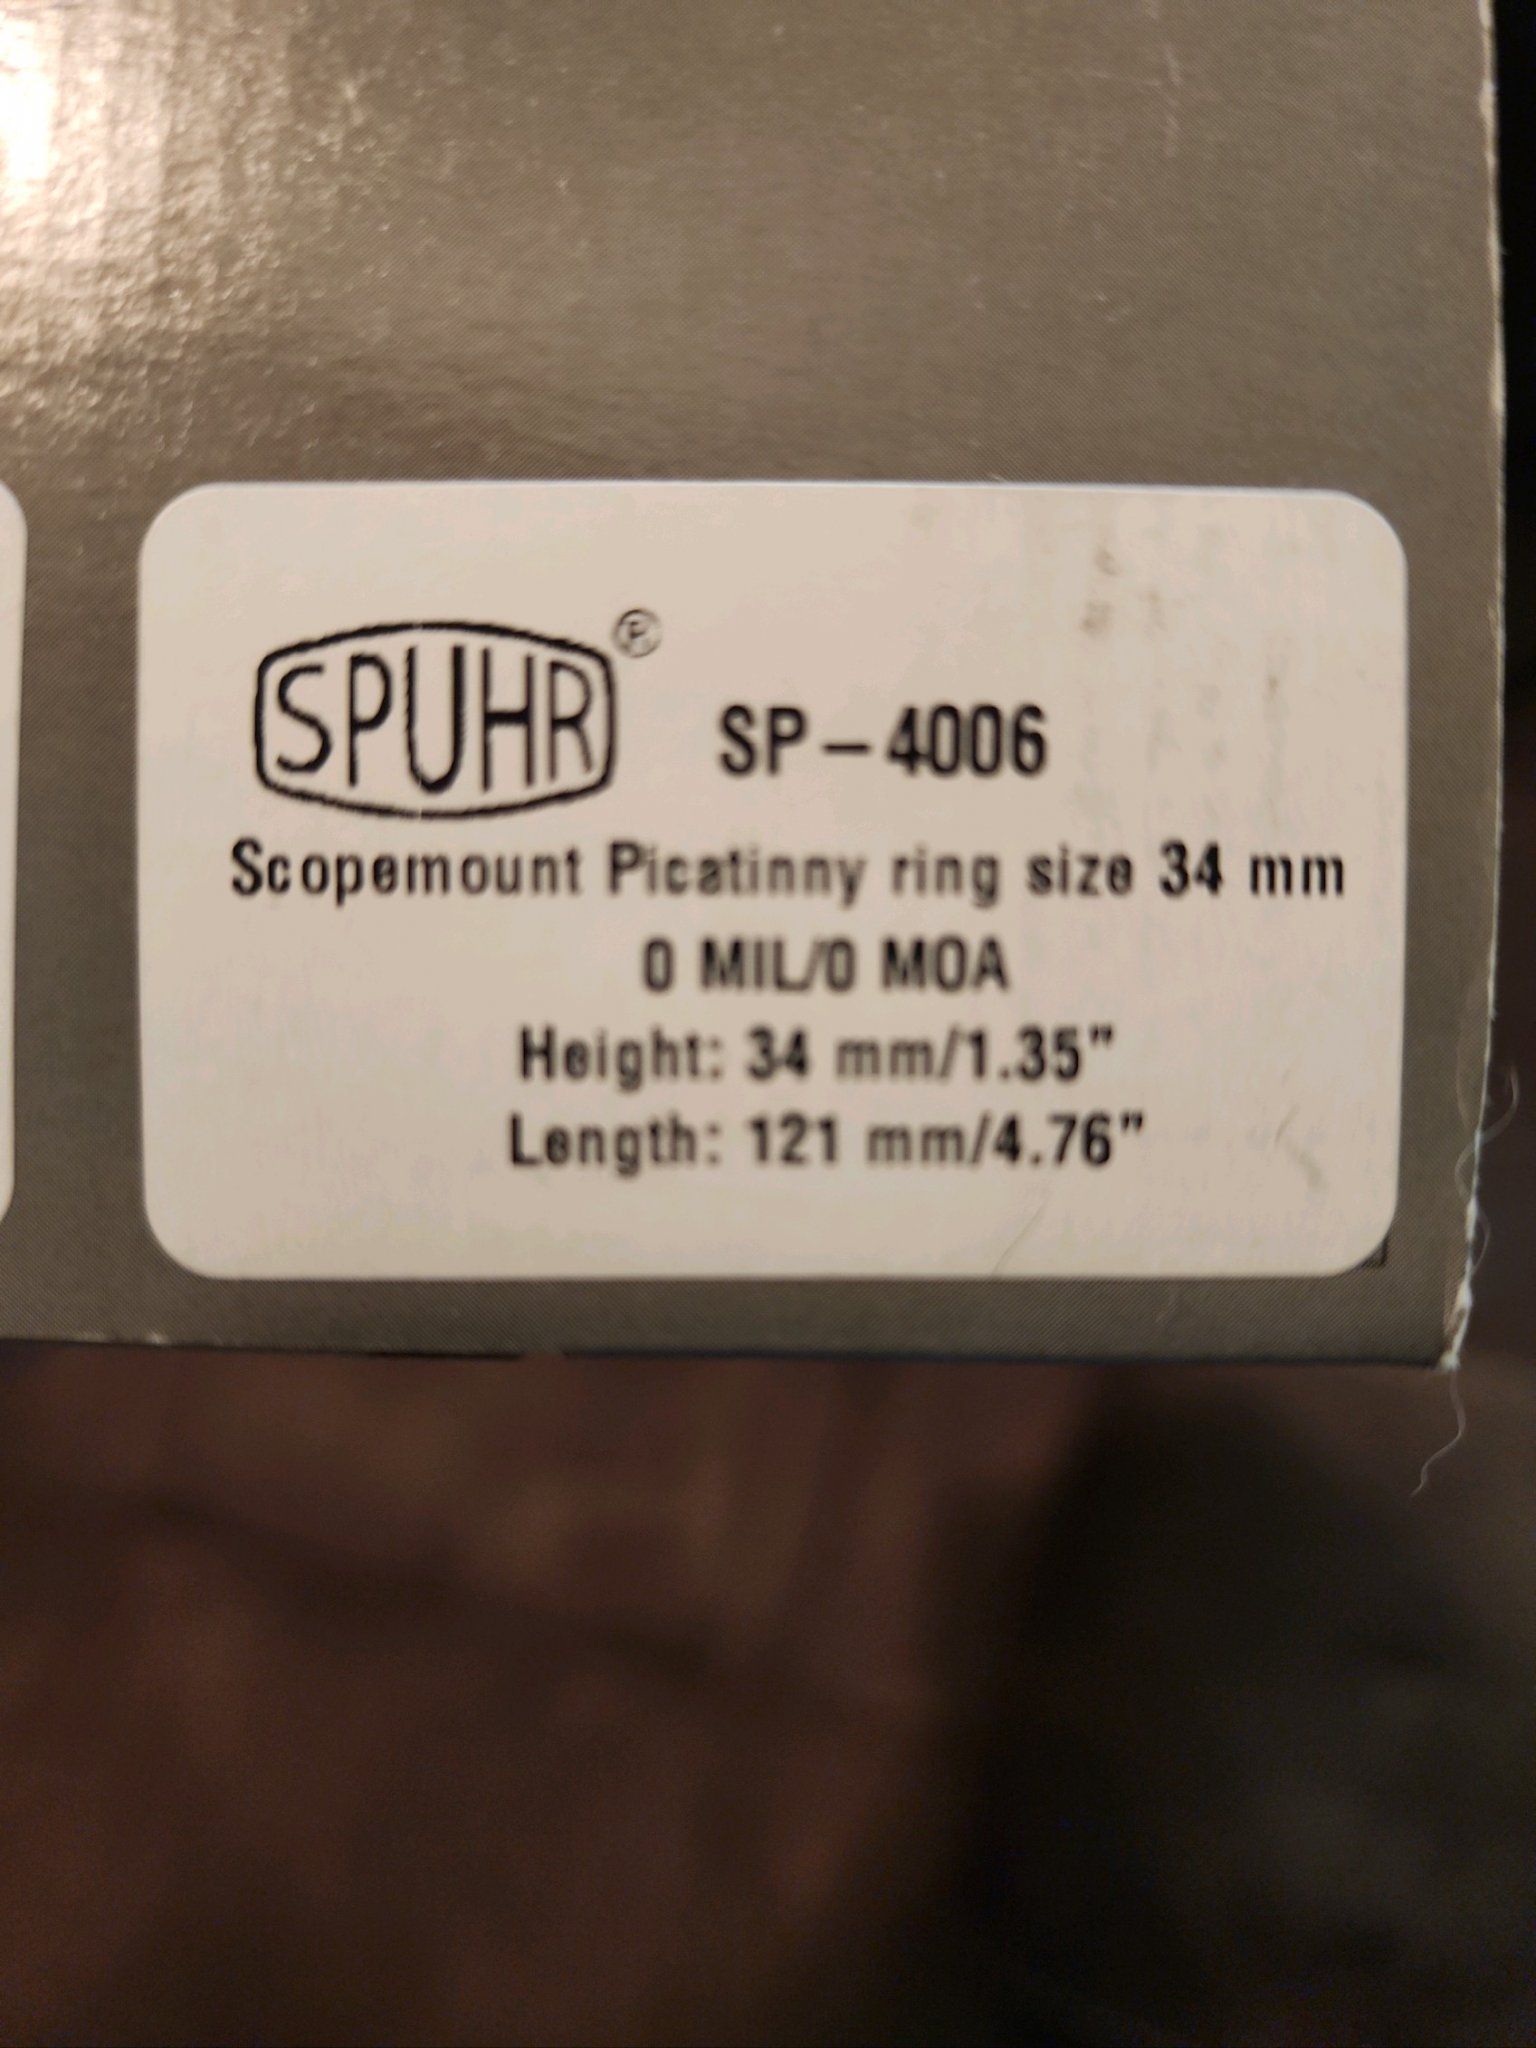 SPUHR® SP-4006
Scopemount Picatinny ring size 34 mm
0 MIL/0 MOA
Height: 34 mm/1.35”
Length: 121 mm/4.76”